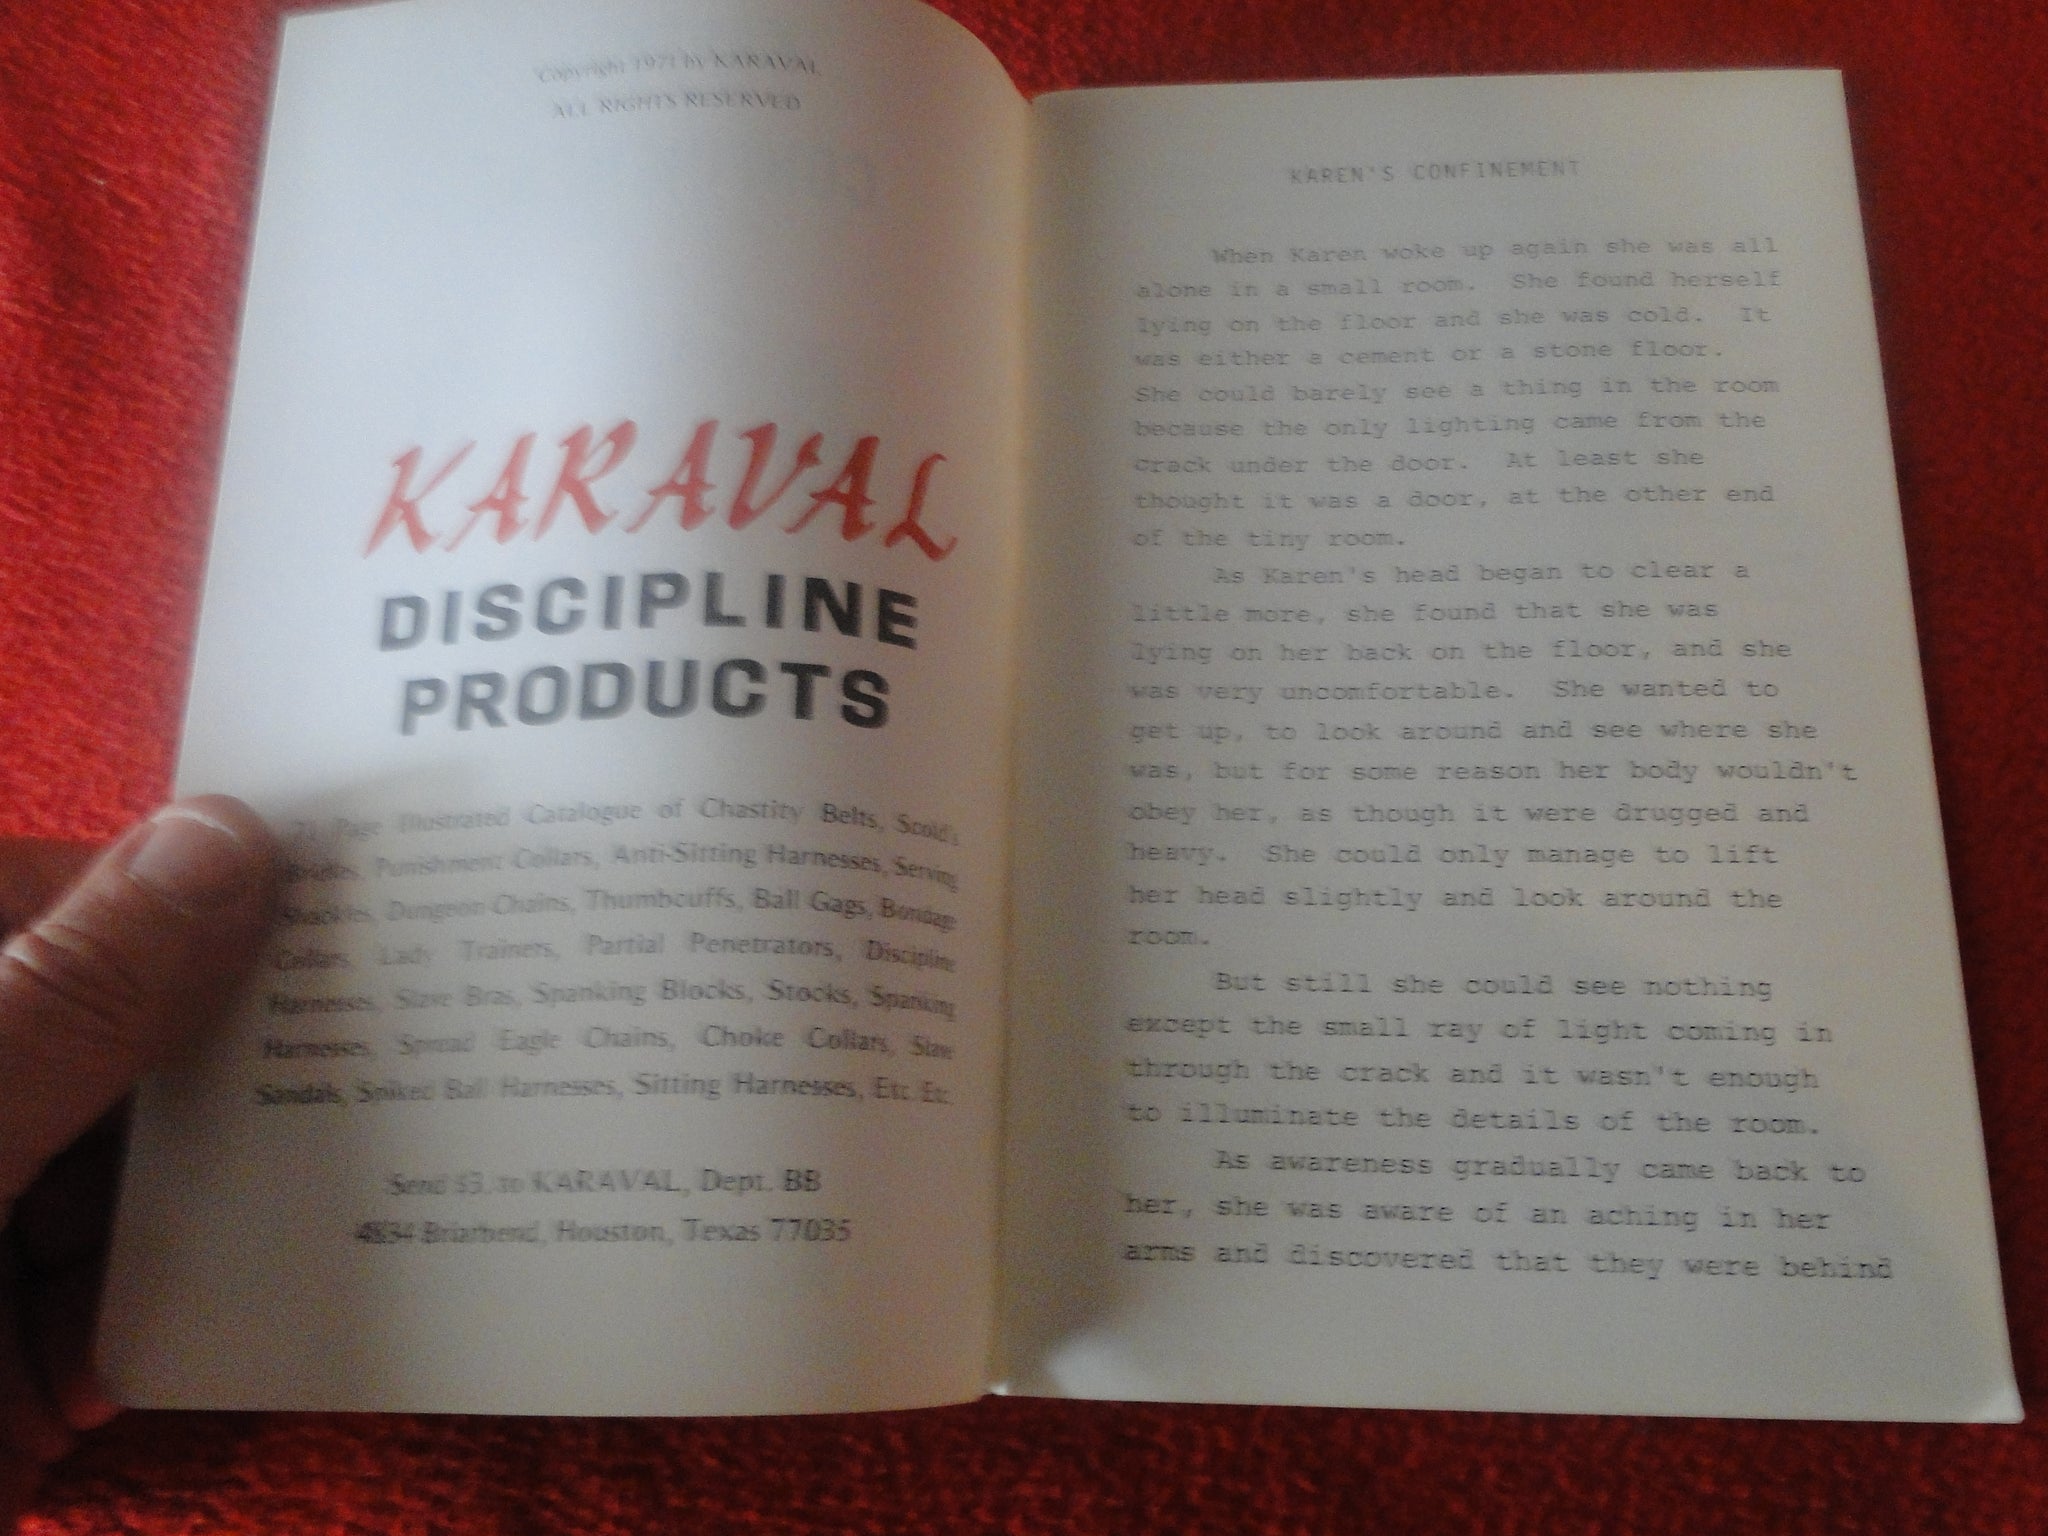 Copyright 1971 by KARAVAL
ALL RIGHTS RESERVED
KARAVAL
DISCIPLINE
PRODUCTS
Page Illustrated Catalogue of Chastity Belts, Scold's
Bridles, Punishment Collars, Anti-Sitting Harnesses, Serving
Shackles, Dungeon Chains, Thumbcuffs, Ball Gags, Bondage
Collars, Lady Trainers, Partial Penetrators, Discipline
Harnesses, Slave Bras, Spanking Blocks, Stocks, Spanking
Harnesses, Spread Eagle Chains, Choke Collars, Slave
Sandals, Spiked Ball Harnesses, Sitting Harnesses, Etc. Etc.
Send $3. to KARAVAL, Dept. BB
Briarbend, Houston, Texas 77035
KAREN'S CONFINEMENT
When Karen woke up again she was all
alone in a small room. She found herself
lying on the floor and she was cold. It
was either a cement or a stone floor.
She could barely see a thing in the room
because the only lighting came from the
crack under the door. At least she
thought it was a door, at the other end
of the tiny room.
As Karen's head began to clear a
little more, she found that she was
lying on her back on the floor, and she
was very uncomfortable. She wanted to
get up, to look around and see where she
was, but for some reason her body wouldn't
obey her, as though it were drugged and
heavy. She could only manage to lift
her head slightly and look around the
room.
But still she could see nothing
except the small ray of light coming in
through the crack and it wasn't enough
to illuminate the details of the room.
As awareness gradually came back to
her, she was aware of an aching in her
arms and discovered that they were behind